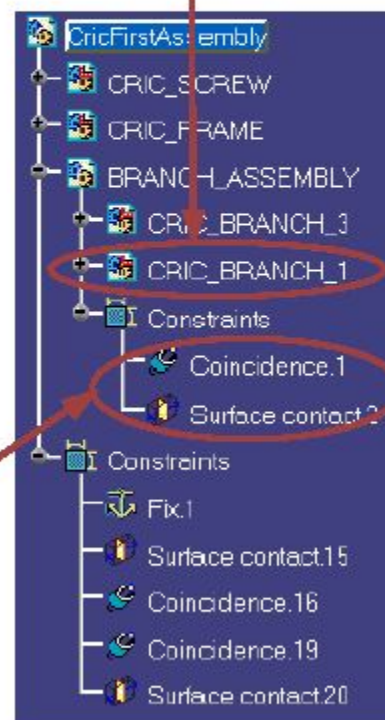 CricFirstAssembly
CRIC_SCREW
CRIC_FRAME
BRANCH_ASSEMBLY
CRIC_BRANCH_3
CRIC_BRANCH_1
Constraints
Coincidence.1
Surface contact.2
Constraints
Fix.1
Surface contact.15
Coincidence.16
Coincidence.19
Surface contact.20